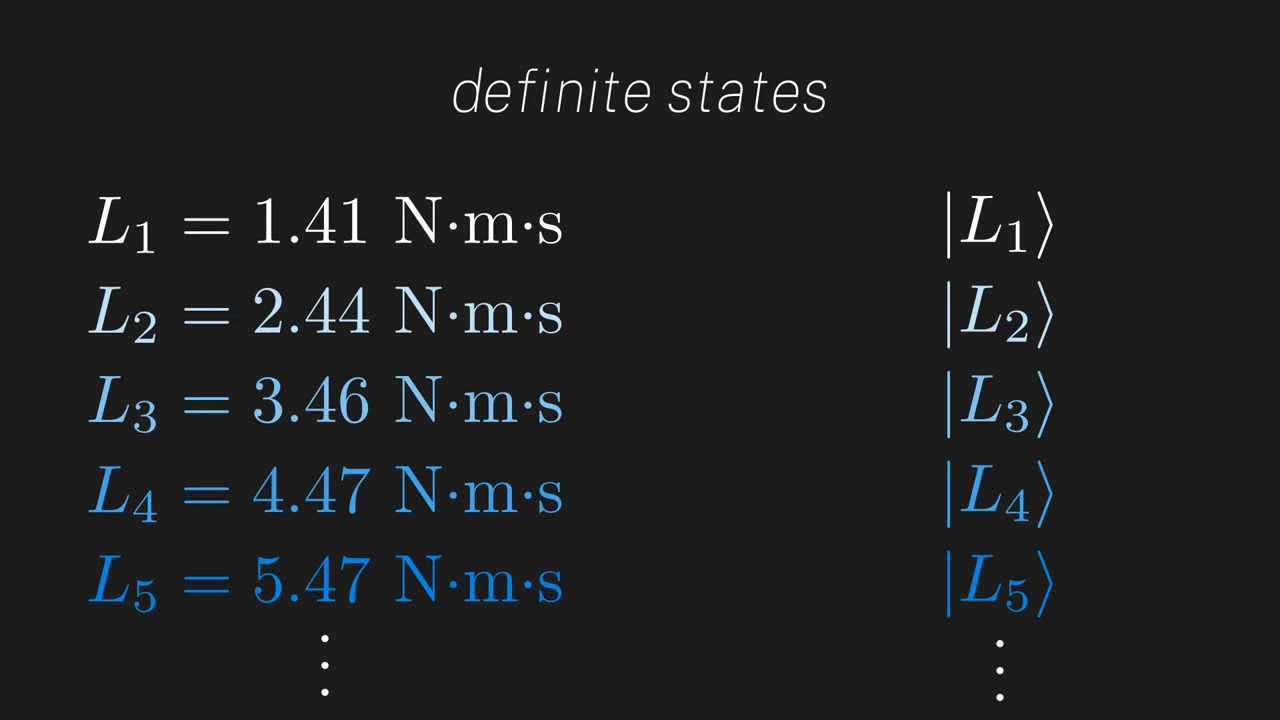 definite states
L₁ = 1.41 N·m·s |L₁⟩
L₂ = 2.44 N·m·s |L₂⟩
L₃ = 3.46 N·m·s |L₃⟩
L₄ = 4.47 N·m·s |L₄⟩
L₅ = 5.47 N·m·s |L₅⟩
⋮ ⋮